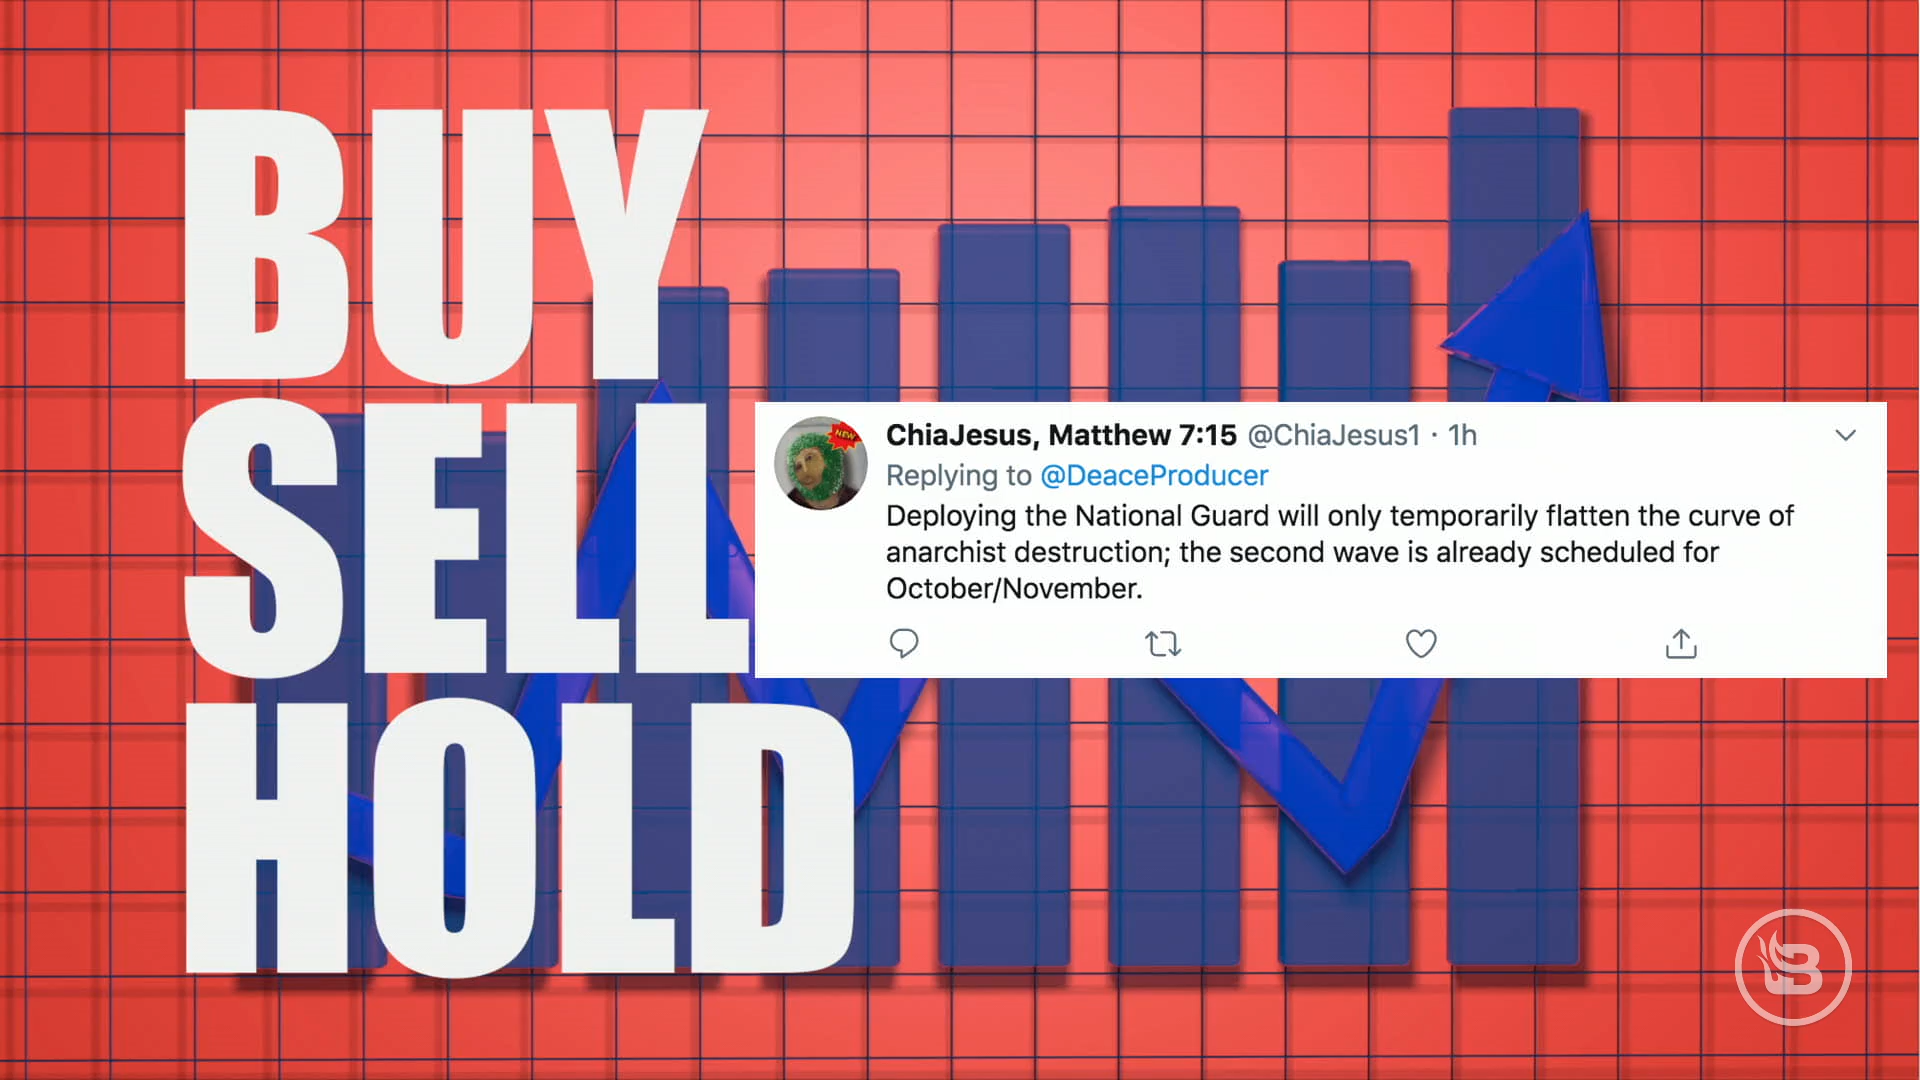 BUY
SELL
HOLD
NEW
ChiaJesus, Matthew 7:15 @ChiaJesus1 · 1h
Replying to @DeaceProducer
Deploying the National Guard will only temporarily flatten the curve of
anarchist destruction; the second wave is already scheduled for
October/November.
B